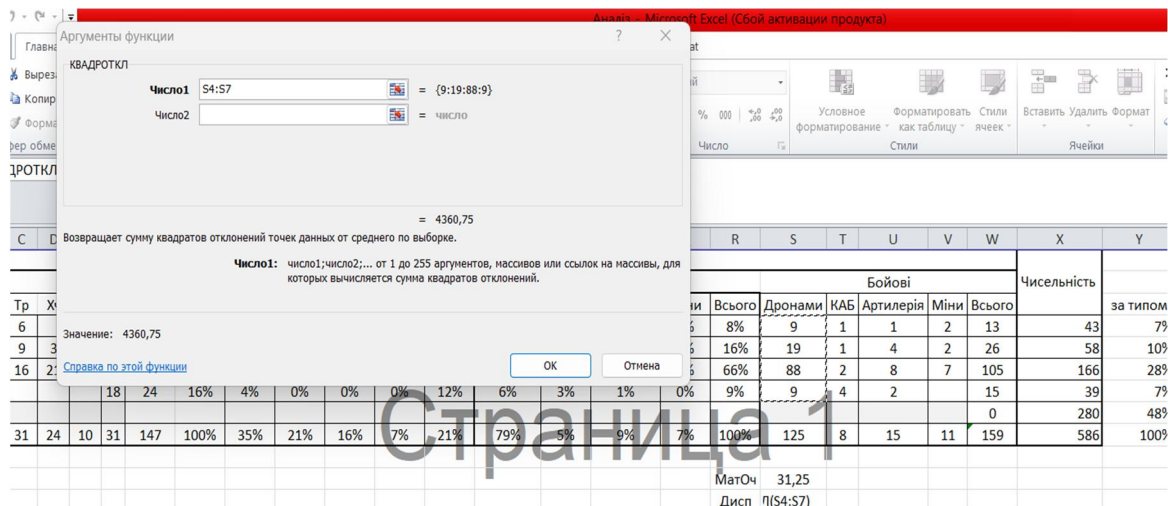 Аналіз - Microsoft Excel (Сбой активации продукта)
Аргументы функции ? ×
Главна
КВАДРОТКЛ
Число1 S4:S7 = {9:19:88:9}
Число2 = число
= 4360,75
Возвращает сумму квадратов отклонений точек данных от среднего по выборке.
Число1: число1;число2;... от 1 до 255 аргументов, массивов или ссылок на массивы, для
которых вычисляется сумма квадратов отклонений.
Значение: 4360,75
Справка по этой функции
ОК Отмена
Выреза
Копир
Форма
фер обме
ДРОТКЛ
% 000
Число
Условное форматирование
Форматировать как таблицу
Стили ячеек
Стили
Вставить Удалить Формат
Ячейки
C D R S T U V W X Y
Бойові Чисельність
Тр Всього Дронами КАБ Артилерія Міни Всього за типом
6 8% 9 1 1 2 13 43 7%
9 3 16% 19 1 4 2 26 58 10%
16 66% 88 2 8 7 105 166 28%
18 24 16% 4% 0% 0% 0% 12% 6% 3% 1% 0% 9% 9 4 2 15 39 7%
0 280 48%
31 24 10 31 147 100% 35% 21% 16% 7% 21% 79% 5% 9% 7% 100% 125 8 15 11 159 586 100%
Страница 1
МатОч 31,25
Дисп Л(S4:S7)